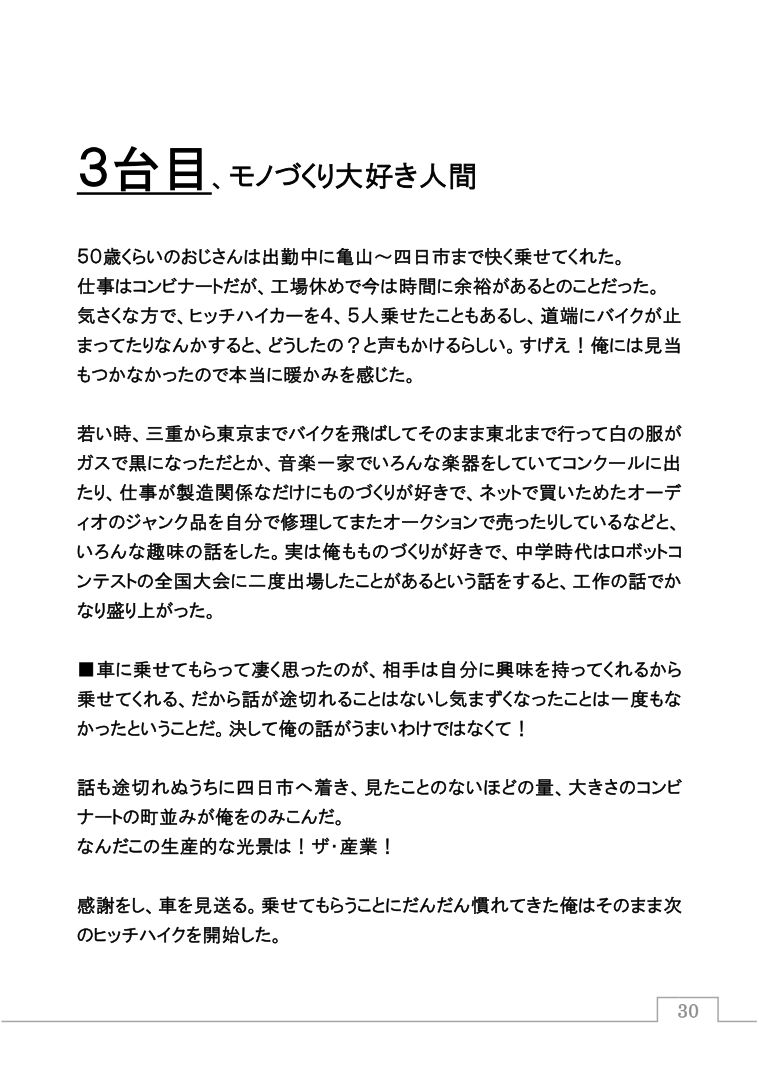 ３台目、モノづくり大好き人間
５０歳くらいのおじさんは出勤中に亀山～四日市まで快く乗せてくれた。
仕事はコンビナートだが、工場休めで今は時間に余裕があるとのことだった。
気さくな方で、ヒッチハイカーを４、５人乗せたこともあるし、道端にバイクが止
まってたりなんかすると、どうしたの？と声もかけるらしい。すげえ！俺には見当
もつかなかったので本当に暖かみを感じた。
若い時、三重から東京までバイクを飛ばしてそのまま東北まで行って白の服が
ガスで黒になっただとか、音楽一家でいろんな楽器をしていてコンクールに出
たり、仕事が製造関係なだけにものづくりが好きで、ネットで買いためたオーデ
ィオのジャンク品を自分で修理してまたオークションで売ったりしているなどと、
いろんな趣味の話をした。実は俺もものづくりが好きで、中学時代はロボットコ
ンテストの全国大会に二度出場したことがあるという話をすると、工作の話でか
なり盛り上がった。
■車に乗せてもらって凄く思ったのが、相手は自分に興味を持ってくれるから
乗せてくれる、だから話が途切れることはないし気まずくなったことは一度もな
かったということだ。決して俺の話がうまいわけではなくて！
話も途切れぬうちに四日市へ着き、見たことのないほどの量、大きさのコンビ
ナートの町並みが俺をのみこんだ。
なんだこの生産的な光景は！ザ・産業！
感謝をし、車を見送る。乗せてもらうことにだんだん慣れてきた俺はそのまま次
のヒッチハイクを開始した。
30